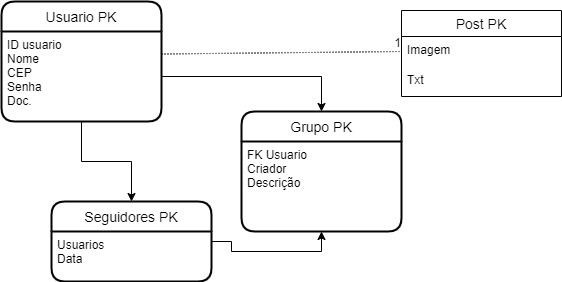 Usuario PK
ID usuario
Nome
CEP
Senha
Doc.
Post PK
1
Imagem
Txt
Grupo PK
FK Usuario
Criador
Descrição
Seguidores PK
Usuarios
Data